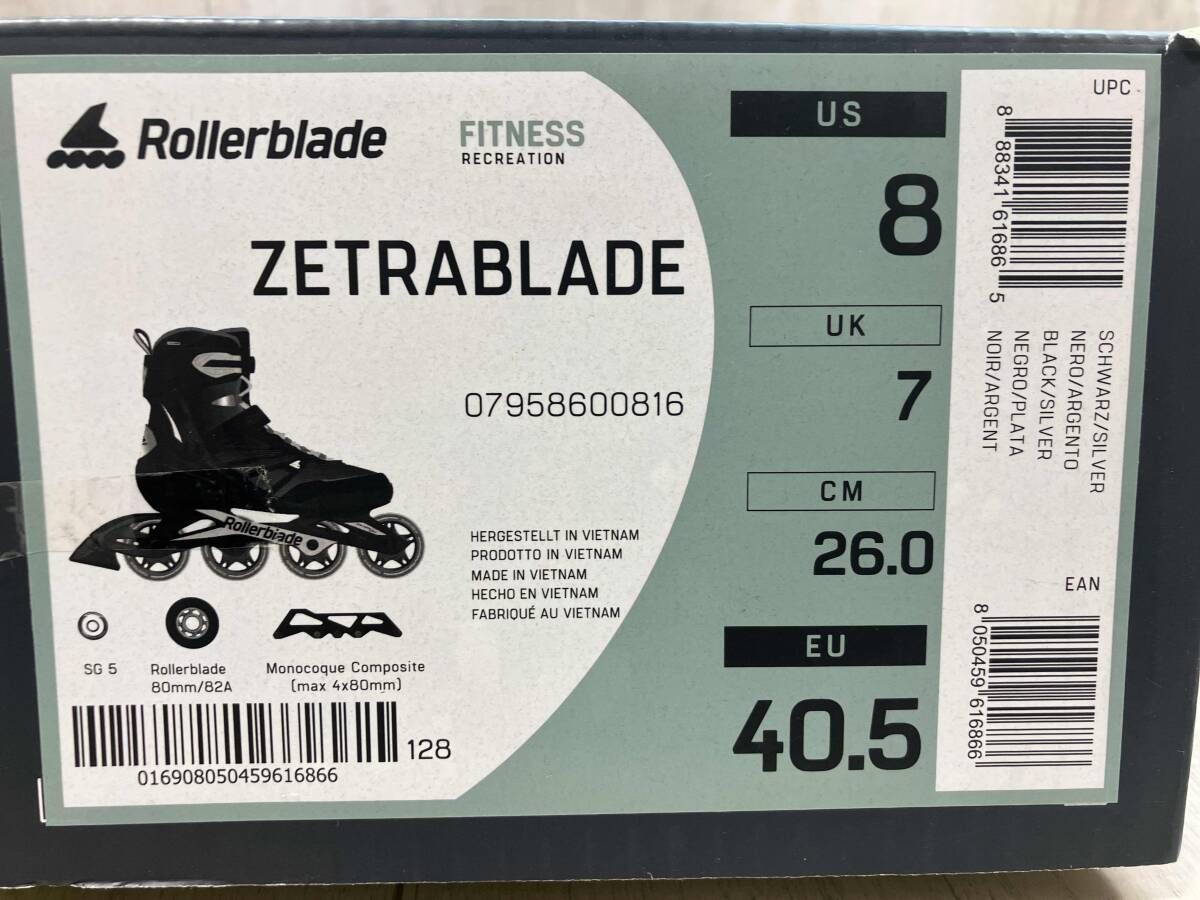 Rollerblade
FITNESS
RECREATION
ZETRABLADE
07958600816
Rollerblade
HERGESTELLT IN VIETNAM
PRODOTTO IN VIETNAM
MADE IN VIETNAM
HECHO EN VIETNAM
FABRIQUÉ AU VIETNAM
SG 5
Rollerblade
80mm/82A
Monocoque Composite
(max 4x80mm)
128
016908050459616866
US
8
UK
7
CM
26.0
EU
40.5
UPC
8 88341 61686 5
SCHWARZ/SILVER
NERO/ARGENTO
BLACK/SILVER
NEGRO/PLATA
NOIR/ARGENT
EAN
8 050459 616866